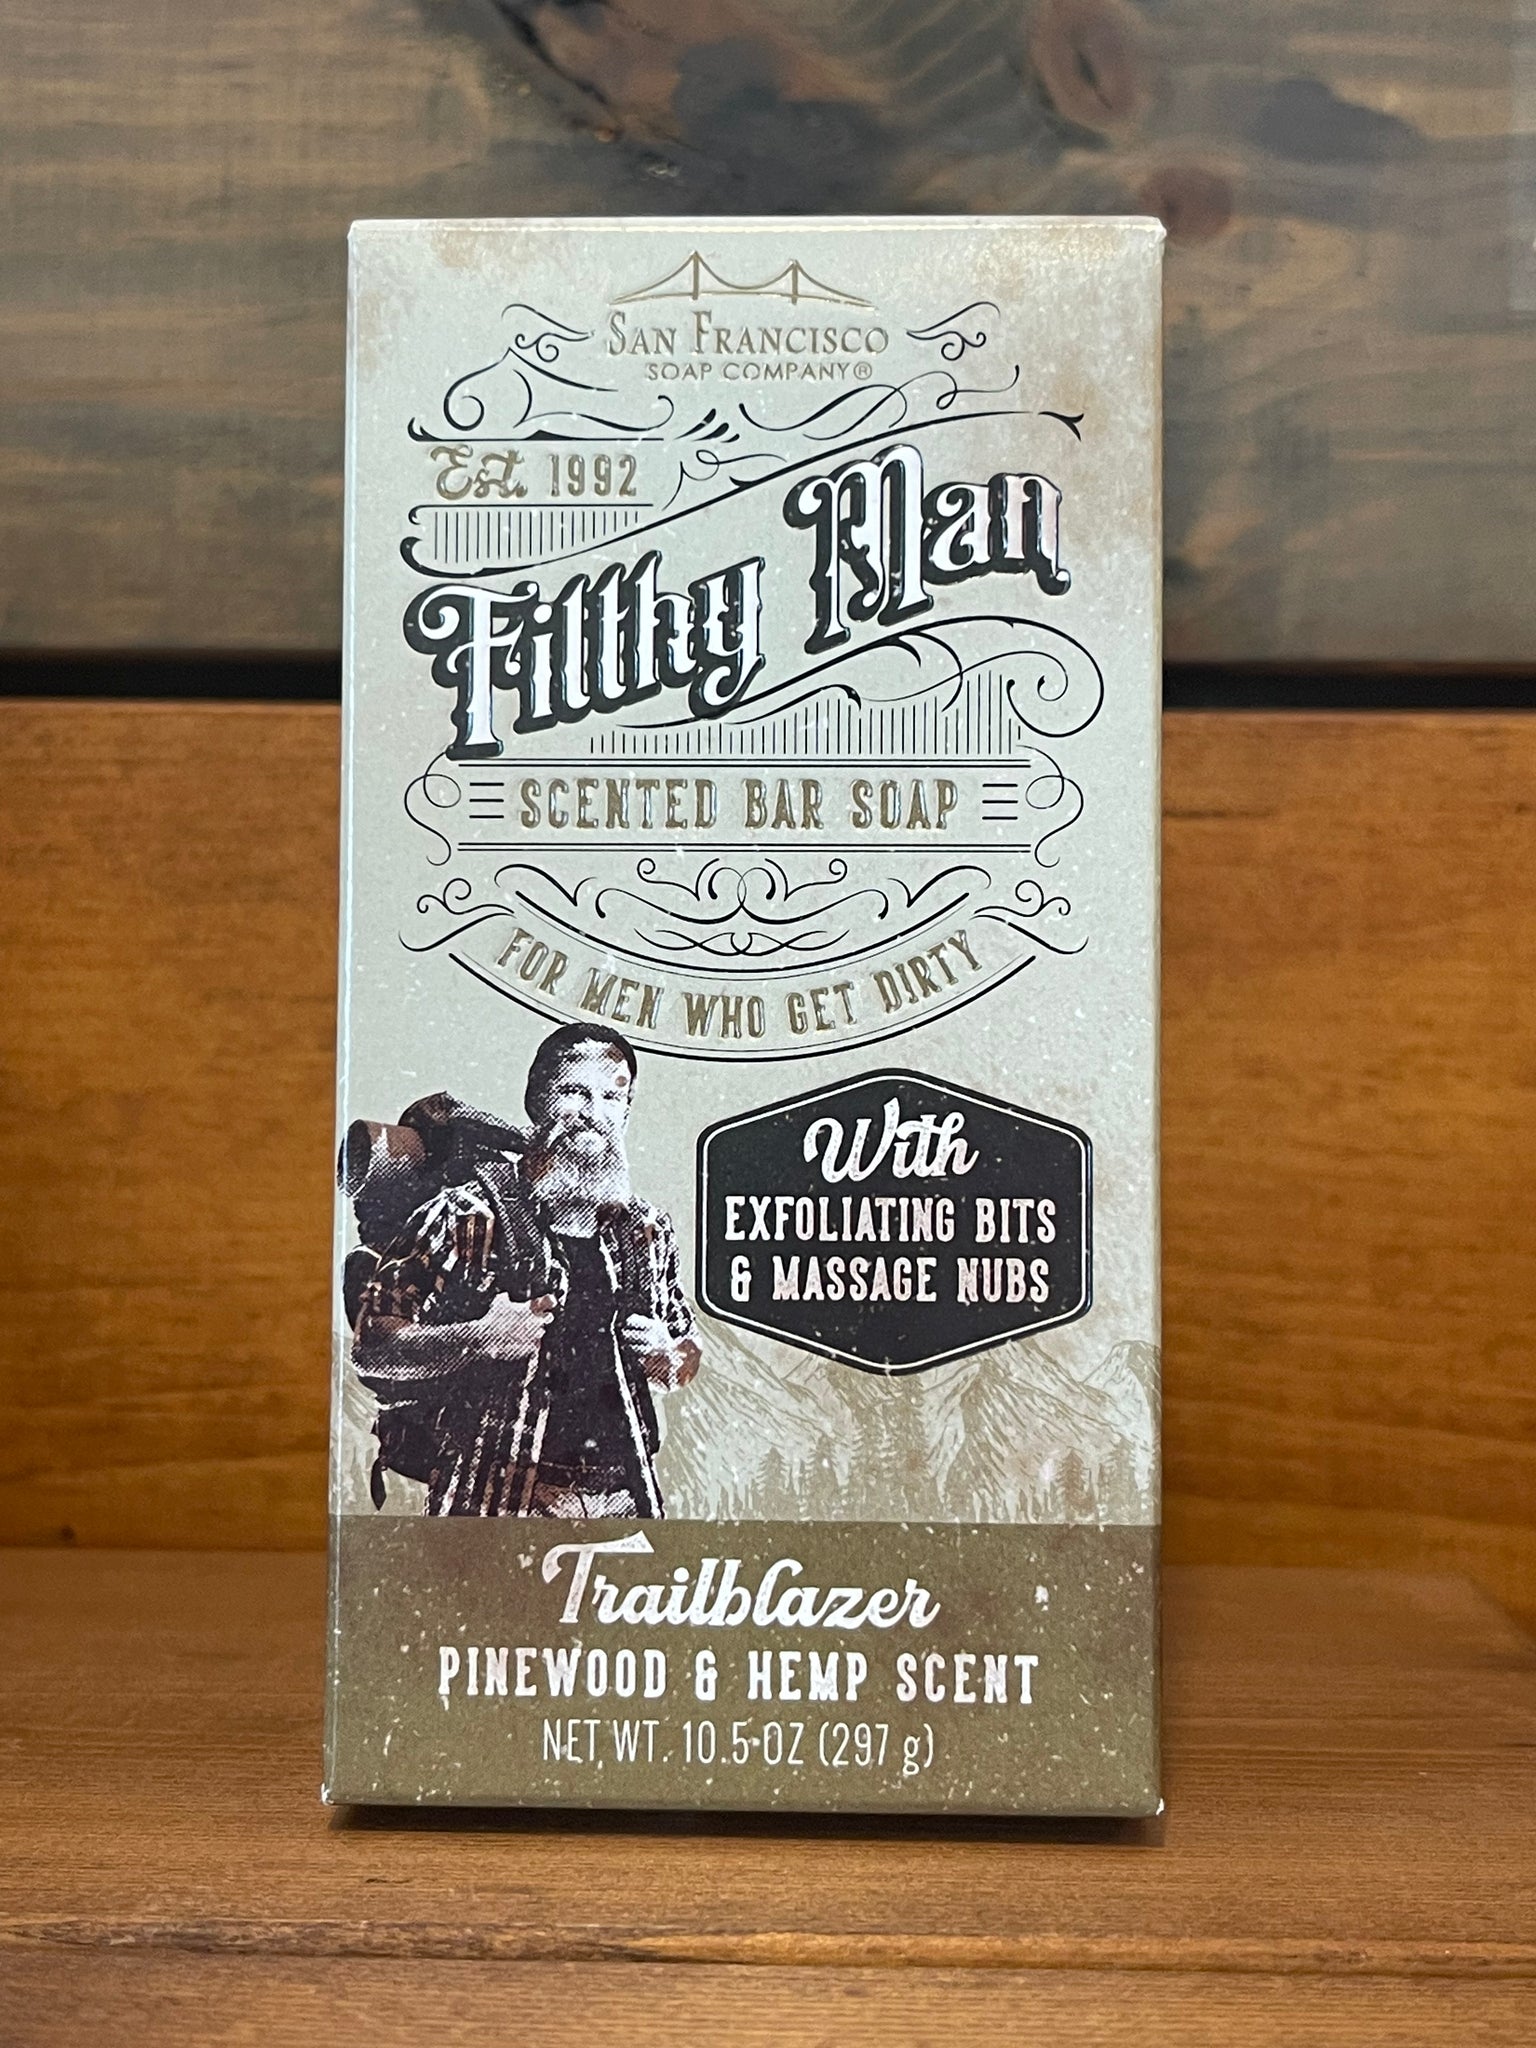 San Francisco
SOAP COMPANY®
Est. 1992
Filthy Man
SCENTED BAR SOAP
FOR MEN WHO GET DIRTY
With
EXFOLIATING BITS
& MASSAGE NUBS
Trailblazer
PINEWOOD & HEMP SCENT
NET WT. 10.5 OZ (297 g)